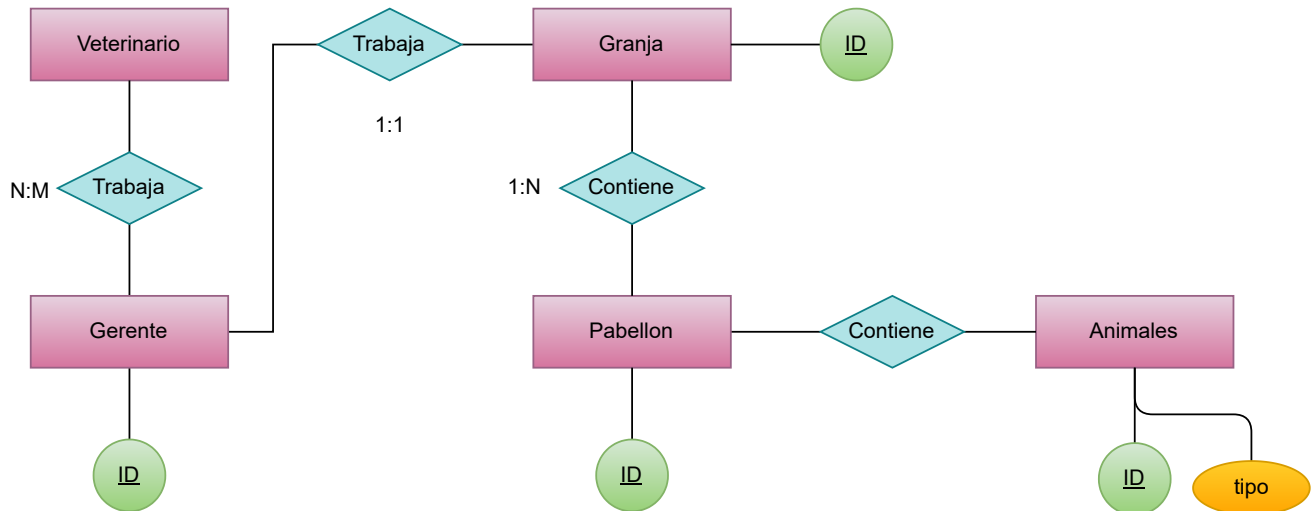 Veterinario
Trabaja
Granja
ID
1:1
N:M
Trabaja
1:N
Contiene
Gerente
Pabellon
Contiene
Animales
ID
ID
ID
tipo